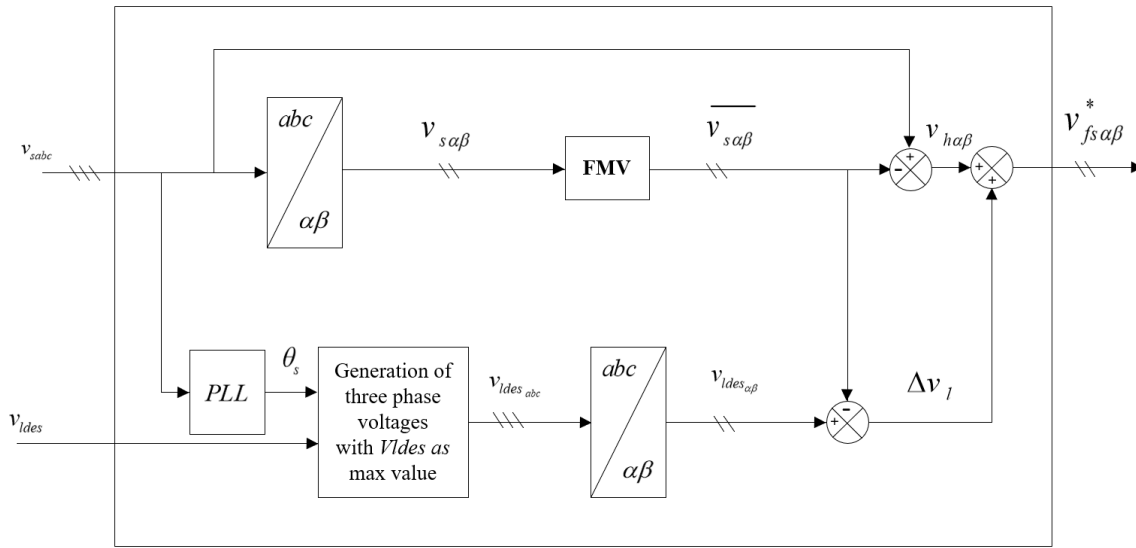 v_sabc
abc
αβ
v_sαβ
FMV
v_sαβ
v_hαβ
v*_fsαβ
+
-
+
+
PLL
θ_s
v_ldes
Generation of
three phase
voltages
with Vldes as
max value
v_ldes_abc
abc
αβ
v_ldes_αβ
+
-
Δv_l